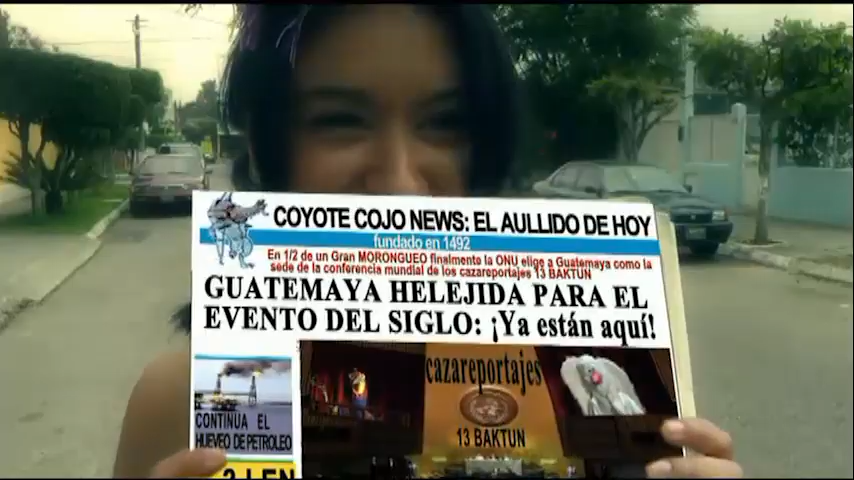 COYOTE COJO NEWS: EL AULLIDO DE HOY
fundado en 1492
En 1/2 de un Gran MORONGUEO finalmente la ONU elige a Guatemaya como la
sede de la conferencia mundial de los cazareportajes 13 BAKTUN
GUATEMAYA HELEJIDA PARA EL
EVENTO DEL SIGLO: ¡Ya están aquí!
CONTINUA EL
HUEVEO DE PETROLEO
cazareportajes
13 BAKTUN